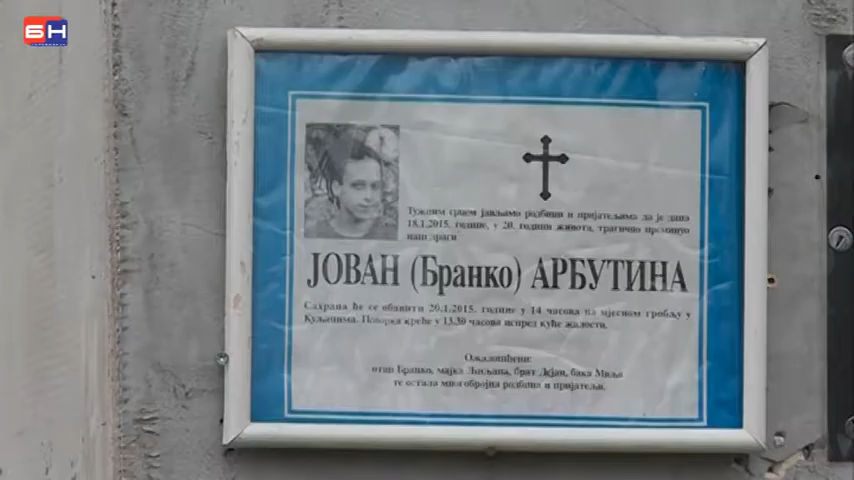 БН
Тужним срцем јављамо родбини и пријатељима да је дана
18.1.2015. године, у 20. години живота, трагично преминуо
наш драги
ЈОВАН (Бранко) АРБУТИНА
Сахрана ће се обавити 20.1.2015. године у 14 часова на мјесном гробљу у
Куљанима. Поворка креће у 13.30 часова испред куће жалости.
Ожалошћени:
отац Бранко, мајка Љиљана, брат Дејан, бака Миља
те остала многобројна родбина и пријатељи.